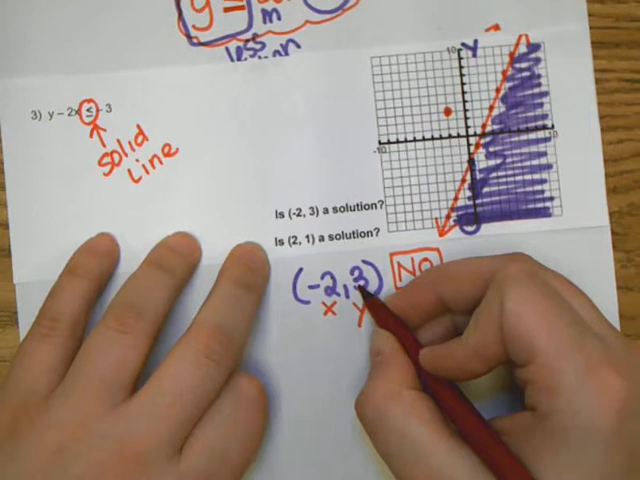 y =
m
less
3) y – 2x ≤ -3
solid
Line
10
y
-10
10
Is (-2, 3) a solution?
Is (2, 1) a solution?
(-2,3) No
x y